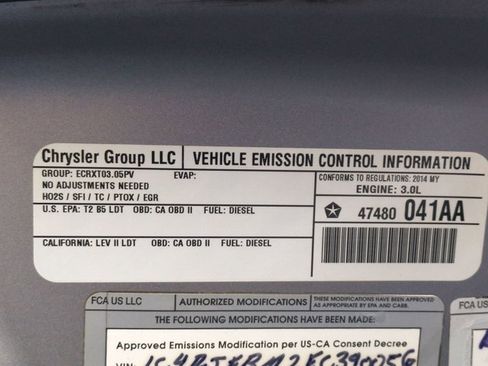 Chrysler Group LLC VEHICLE EMISSION CONTROL INFORMATION
GROUP: ECRXT03.05PV EVAP: CONFORMS TO REGULATIONS: 2014 MY
NO ADJUSTMENTS NEEDED ENGINE: 3.0L
HO2S / SFI / TC / PTOX / EGR
U.S. EPA: T2 B5 LDT OBD: CA OBD II FUEL: DIESEL 47480 041AA
CALIFORNIA: LEV II LDT OBD: CA OBD II FUEL: DIESEL
FCA US LLC AUTHORIZED MODIFICATIONS THESE MODIFICATIONS HAVE BEEN APPROVED
AS APPROPRIATE BY EPA AND CARB. FCA US LLC
The following modifications have been made:
Approved Emissions Modification per US-CA Consent Decree
VIN: